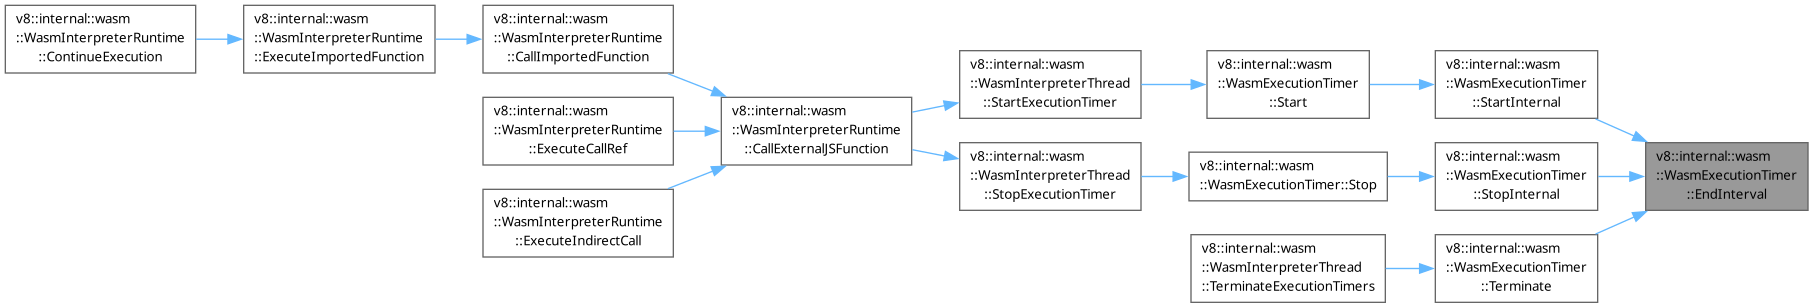 v8::internal::wasm
::WasmInterpreterRuntime
::ContinueExecution
v8::internal::wasm
::WasmInterpreterRuntime
::ExecuteImportedFunction
v8::internal::wasm
::WasmInterpreterRuntime
::CallImportedFunction
v8::internal::wasm
::WasmInterpreterRuntime
::ExecuteCallRef
v8::internal::wasm
::WasmInterpreterRuntime
::ExecuteIndirectCall
v8::internal::wasm
::WasmInterpreterRuntime
::CallExternalJSFunction
v8::internal::wasm
::WasmInterpreterThread
::StartExecutionTimer
v8::internal::wasm
::WasmInterpreterThread
::StopExecutionTimer
v8::internal::wasm
::WasmExecutionTimer
::Start
v8::internal::wasm
::WasmExecutionTimer::Stop
v8::internal::wasm
::WasmInterpreterThread
::TerminateExecutionTimers
v8::internal::wasm
::WasmExecutionTimer
::StartInternal
v8::internal::wasm
::WasmExecutionTimer
::StopInternal
v8::internal::wasm
::WasmExecutionTimer
::Terminate
v8::internal::wasm
::WasmExecutionTimer
::EndInterval